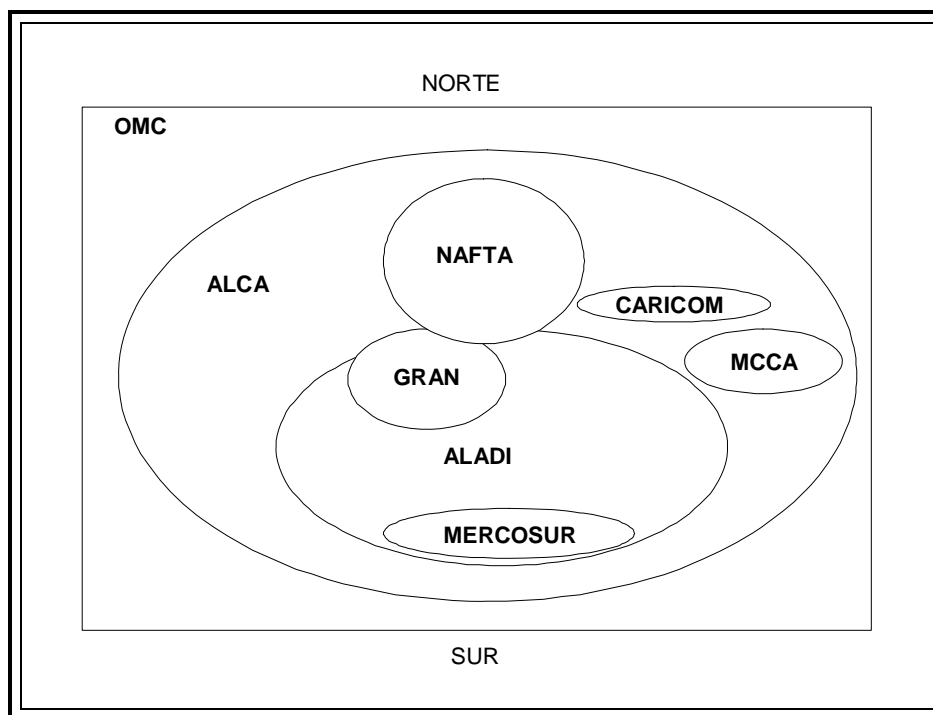 NORTE
OMC
NAFTA
ALCA
CARICOM
MCCA
GRAN
ALADI
MERCOSUR
SUR